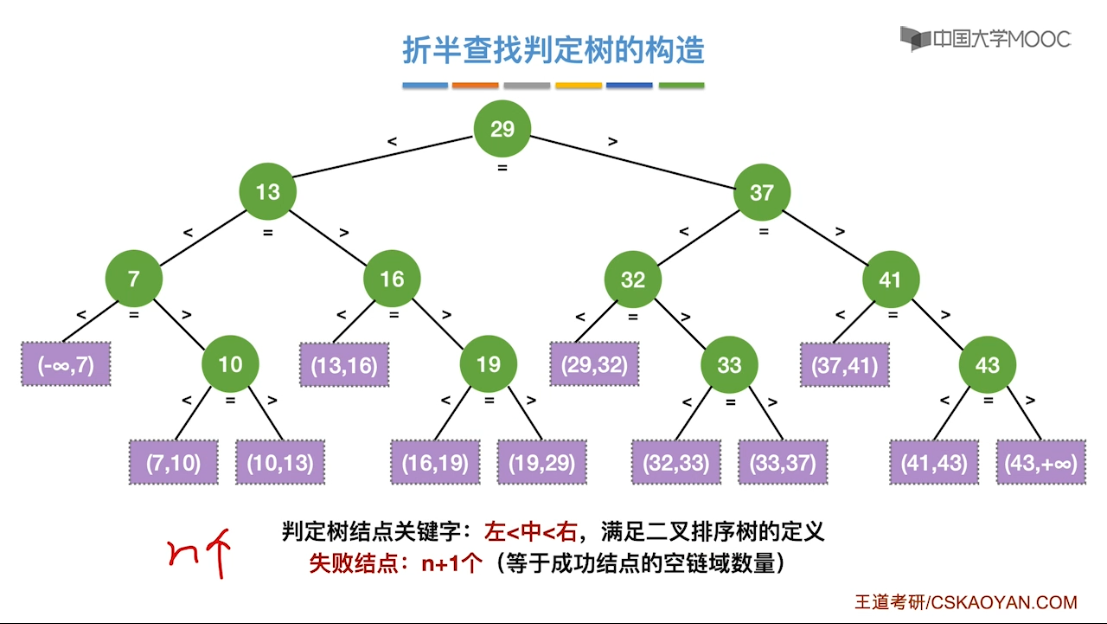 中国大学MOOC
折半查找判定树的构造
29
< >
=
13 37
< = > < = >
7 16 32 41
< = > < = > < = > < = >
(-∞,7) 10 (13,16) 19 (29,32) 33 (37,41) 43
< = > < = > < = > < = >
(7,10) (10,13) (16,19) (19,29) (32,33) (33,37) (41,43) (43,+∞)
判定树结点关键字：左<中<右，满足二叉排序树的定义
n个 失败结点：n+1个（等于成功结点的空链域数量）
王道考研/CSKAOYAN.COM